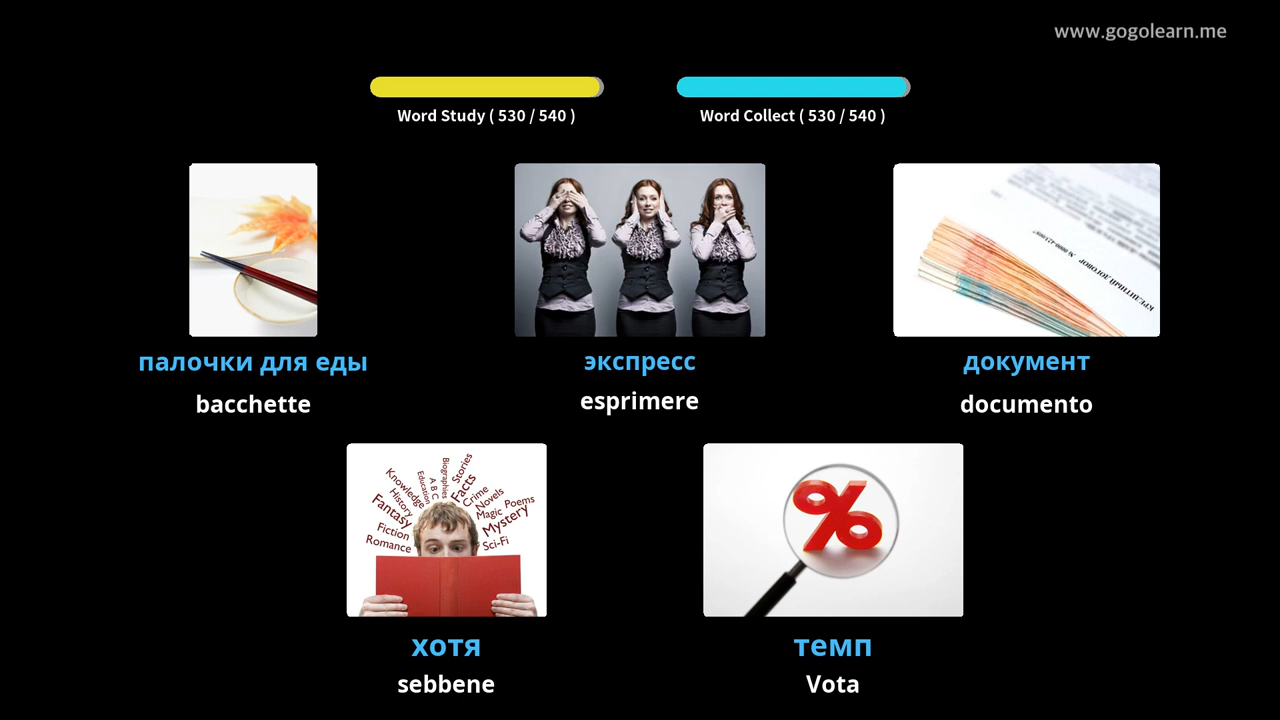 www.gogolearn.me
Word Study ( 530 / 540 )
Word Collect ( 530 / 540 )
КРЕДИТНЫЙ ДОГОВОР
палочки для еды
экспресс
документ
bacchette
esprimere
documento
Knowledge
History
Fantasy
Fiction
Romance
Education
A B C
Biographies
Stories
Facts
Crime
Novels
Magic
Poems
Mystery
Sci-Fi
хотя
темп
sebbene
Vota